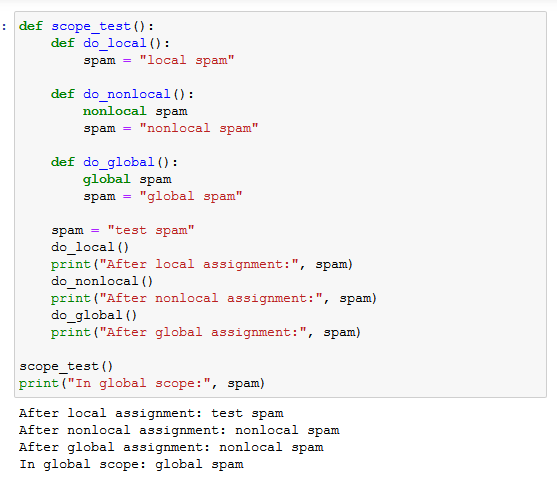 : def scope_test():
    def do_local():
        spam = "local spam"

    def do_nonlocal():
        nonlocal spam
        spam = "nonlocal spam"

    def do_global():
        global spam
        spam = "global spam"

    spam = "test spam"
    do_local()
    print("After local assignment:", spam)
    do_nonlocal()
    print("After nonlocal assignment:", spam)
    do_global()
    print("After global assignment:", spam)

scope_test()
print("In global scope:", spam)
After local assignment: test spam
After nonlocal assignment: nonlocal spam
After global assignment: nonlocal spam
In global scope: global spam